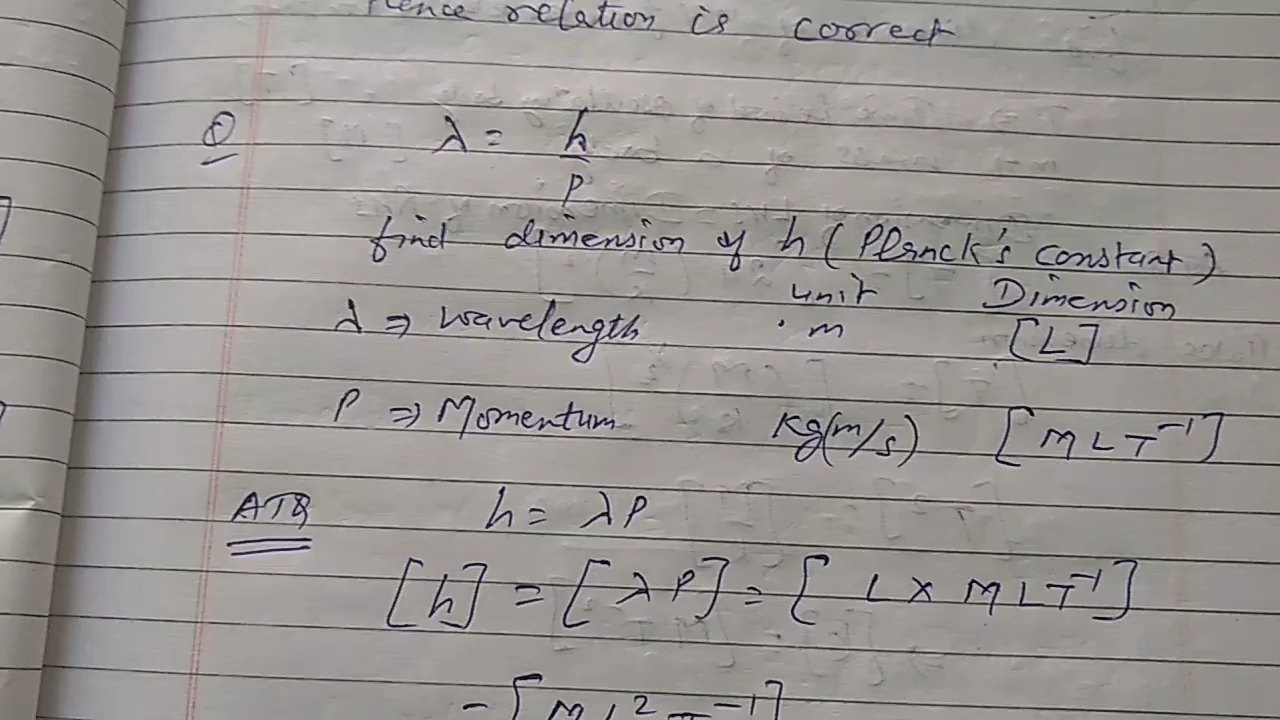 Hence relation is correct
Q λ = h/P
find dimension of h (Planck's constant)
unit Dimension
λ ⇒ wavelength m [L]
P ⇒ Momentum Kg(m/s) [MLT⁻¹]
ATQ h = λP
[h] = [λP] = [L × MLT⁻¹]
= [ML²T⁻¹]